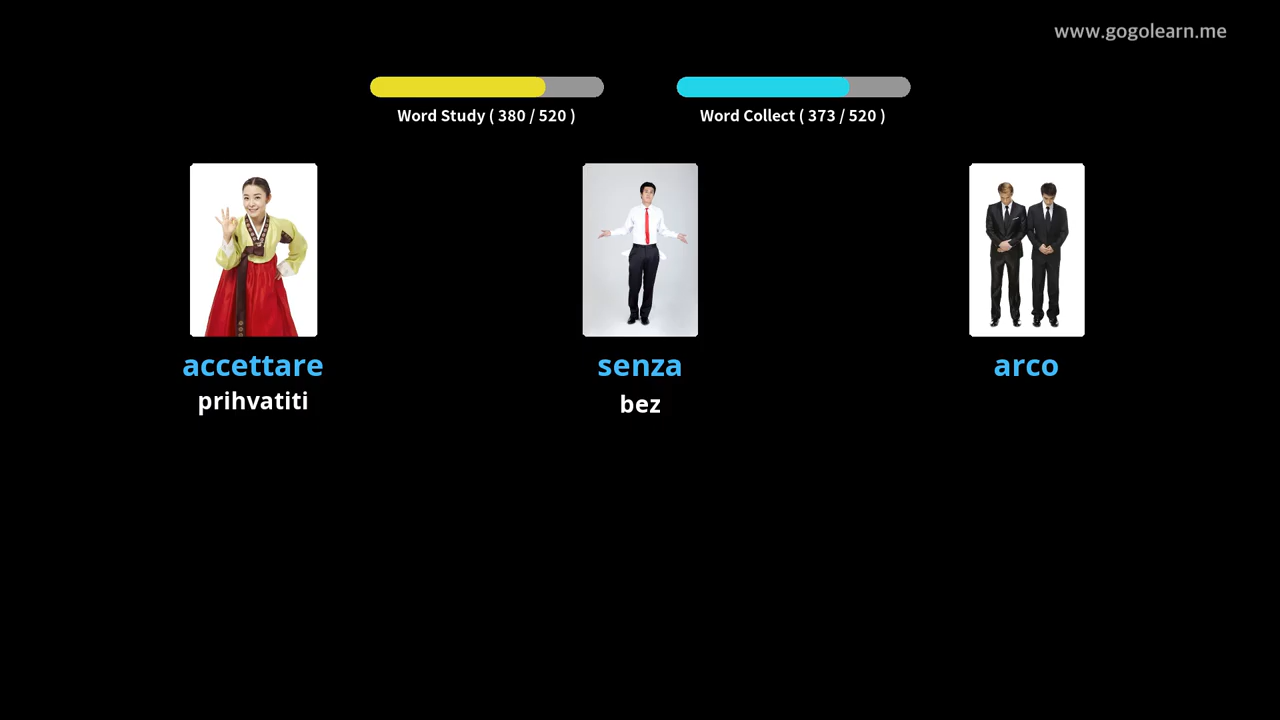 www.gogolearn.me
Word Study ( 380 / 520 )
Word Collect ( 373 / 520 )
accettare
senza
arco
prihvatiti
bez